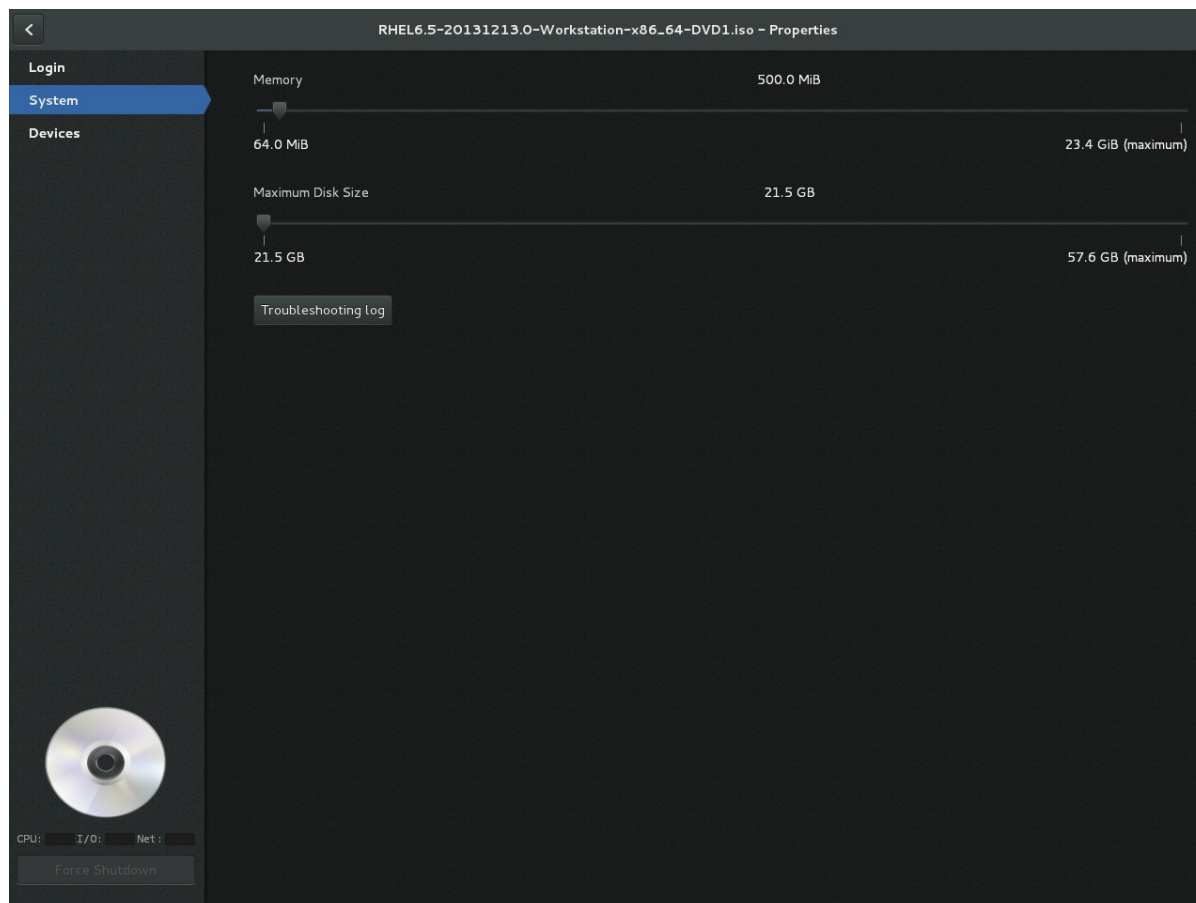 RHEL6.5-20131213.0-Workstation-x86_64-DVD1.iso - Properties
Login
System
Devices
Memory 500.0 MiB
64.0 MiB 23.4 GiB (maximum)
Maximum Disk Size 21.5 GB
21.5 GB 57.6 GB (maximum)
Troubleshooting log
CPU: I/O: Net:
Force Shutdown